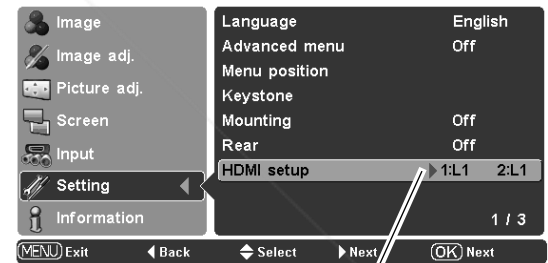 Image
Image adj.
Picture adj.
Screen
Input
Setting
Information
Language English
Advanced menu Off
Menu position
Keystone
Mounting Off
Rear Off
HDMI setup 1:L1 2:L1
1 / 3
MENU Exit Back Select Next OK Next